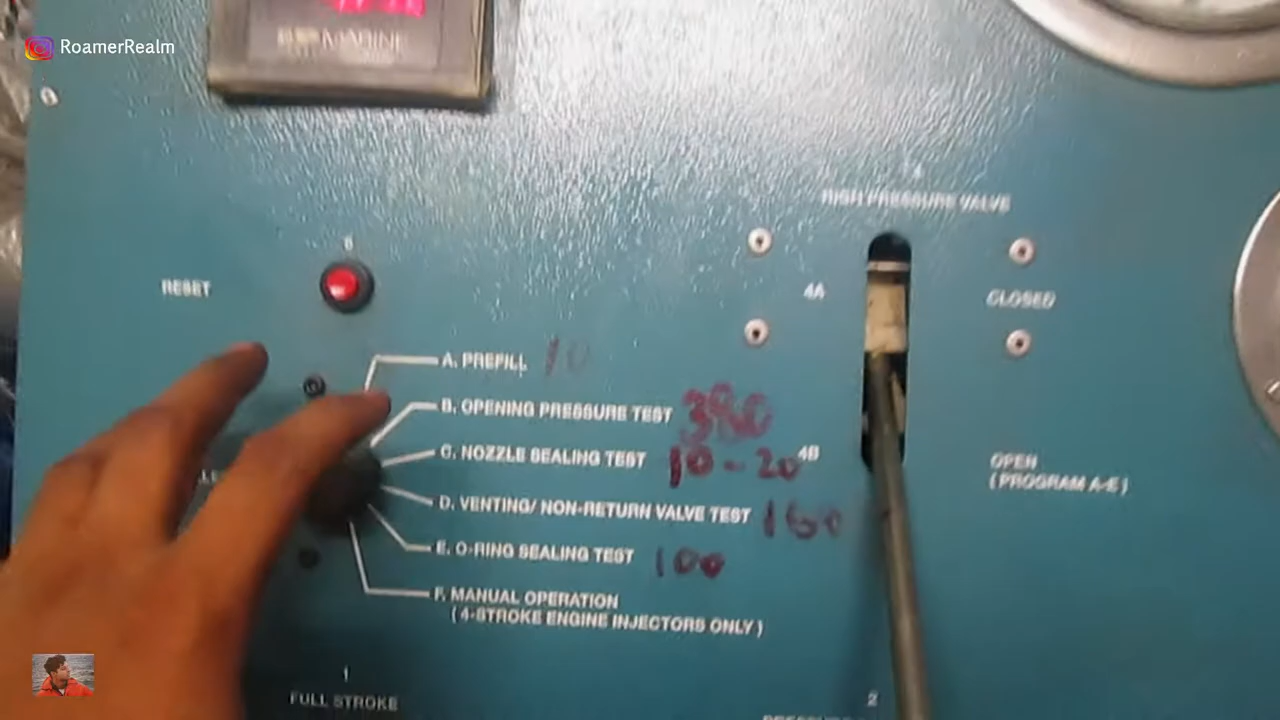 RoamerRealm
MARINE
4
HIGH PRESSURE VALVE
RESET
4A
CLOSED
A. PREFILL 10
B. OPENING PRESSURE TEST 380
C. NOZZLE SEALING TEST 10-20
4B
OPEN
(PROGRAM A-E)
D. VENTING/ NON-RETURN VALVE TEST 160
E. O-RING SEALING TEST 100
F. MANUAL OPERATION
(4-STROKE ENGINE INJECTORS ONLY)
1
FULL STROKE
2